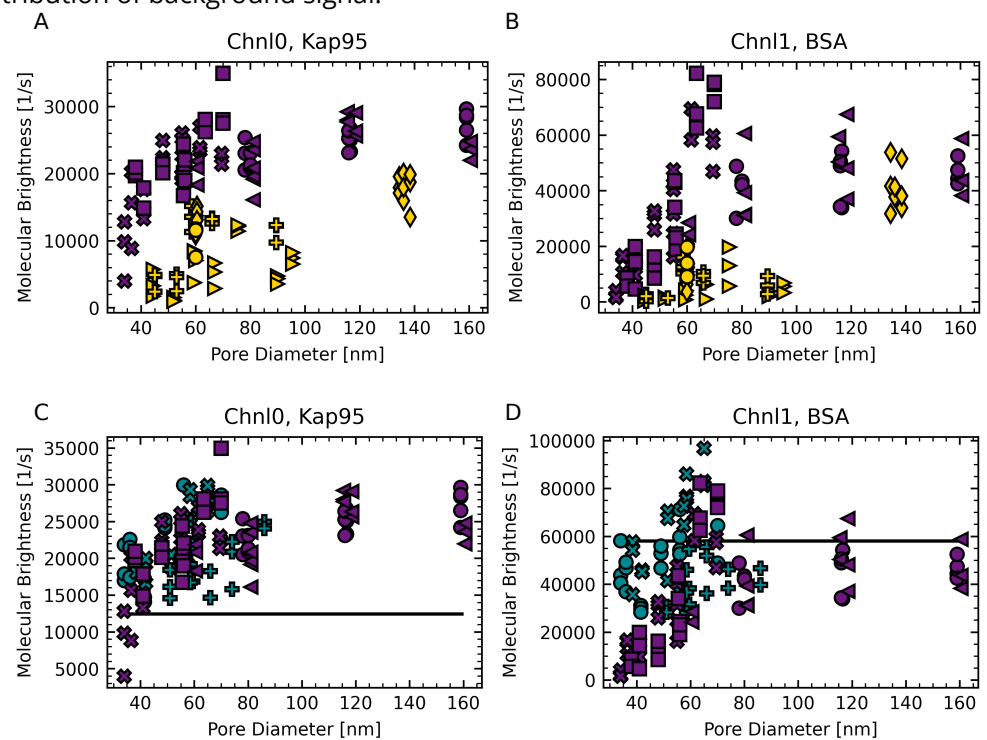 tribution of background signal.
A
Chnl0, Kap95
Molecular Brightness [1/s]
30000
20000
10000
0
40 60 80 100 120 140 160
Pore Diameter [nm]
B
Chnl1, BSA
Molecular Brightness [1/s]
80000
60000
40000
20000
0
40 60 80 100 120 140 160
Pore Diameter [nm]
C
Chnl0, Kap95
Molecular Brightness [1/s]
35000
30000
25000
20000
15000
10000
5000
40 60 80 100 120 140 160
Pore Diameter [nm]
D
Chnl1, BSA
Molecular Brightness [1/s]
100000
80000
60000
40000
20000
0
40 60 80 100 120 140 160
Pore Diameter [nm]